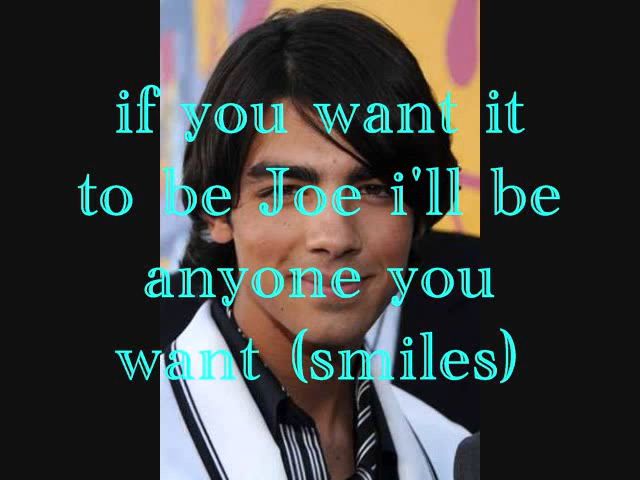 if you want it
to be Joe i'll be
anyone you
want (smiles)